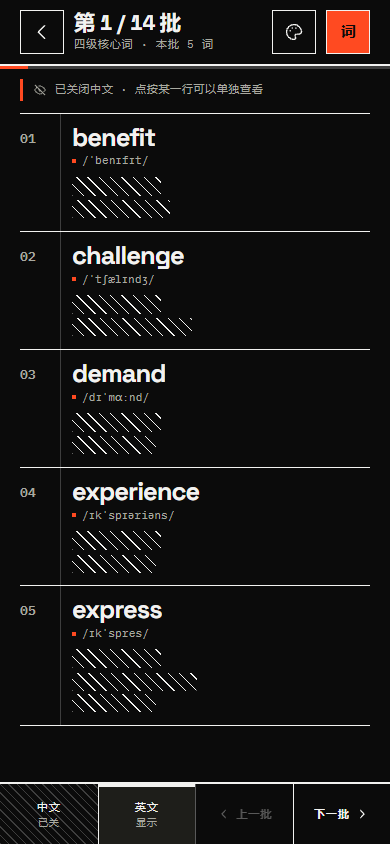 第 1 / 14 批
四级核心词 · 本批 5 词
词
已关闭中文 · 点按某一行可以单独查看
01
benefit
/ˈbenɪfɪt/
02
challenge
/ˈtʃælɪndʒ/
03
demand
/dɪˈmɑːnd/
04
experience
/ɪkˈspɪəriəns/
05
express
/ɪkˈspres/
中文
已关
英文
显示
上一批
下一批